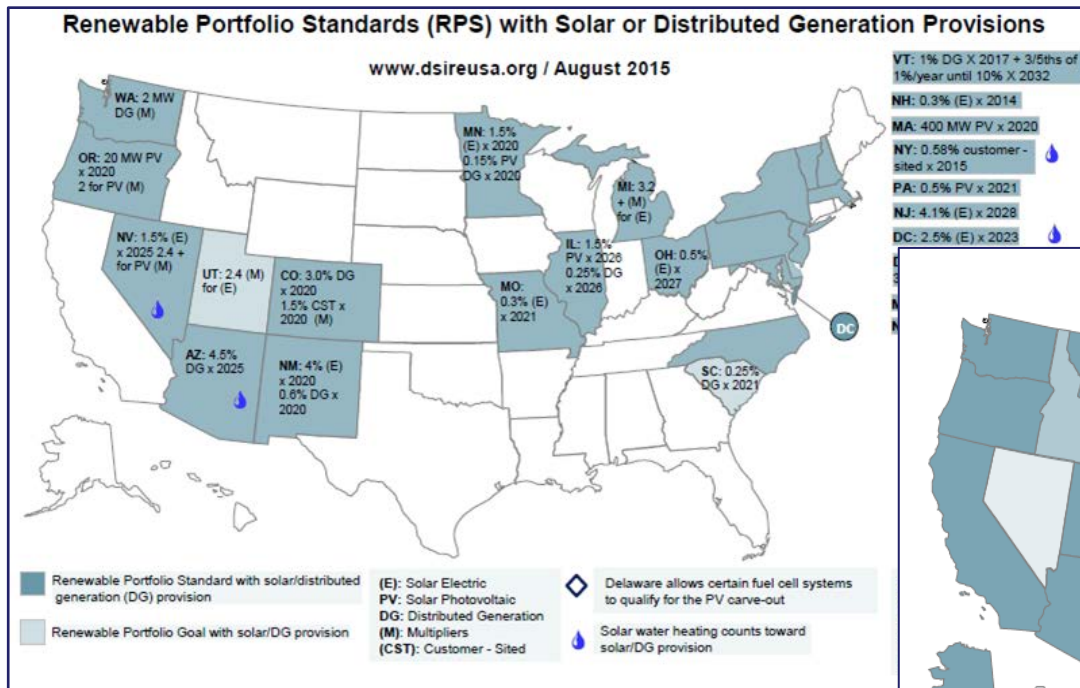 Renewable Portfolio Standards (RPS) with Solar or Distributed Generation Provisions
www.dsireusa.org / August 2015
WA: 2 MW
DG (M)
OR: 20 MW PV
x 2020
2 for PV (M)
NV: 1.5% (E)
x 2025 2.4 +
for PV (M)
UT: 2.4 (M)
for (E)
CO: 3.0% DG
x 2020
1.5% CST x
2020 (M)
AZ: 4.5%
DG x 2025
NM: 4% (E)
x 2020
0.6% DG x
2020
MN: 1.5%
(E) x 2020
0.15% PV
DG x 2020
MO:
0.3% (E)
x 2021
IL: 1.5%
PV x 2026
0.25% DG
x 2026
MI: 3.2
+ (M)
for (E)
OH: 0.5%
(E) x
2027
SC: 0.25%
DG x 2021
DC
VT: 1% DG X 2017 + 3/5ths of
1%/year until 10% X 2032
NH: 0.3% (E) x 2014
MA: 400 MW PV x 2020
NY: 0.58% customer -
sited x 2015
PA: 0.5% PV x 2021
NJ: 4.1% (E) x 2028
DC: 2.5% (E) x 2023
Renewable Portfolio Standard with solar/distributed
generation (DG) provision
Renewable Portfolio Goal with solar/DG provision
(E): Solar Electric
PV: Solar Photovoltaic
DG: Distributed Generation
(M): Multipliers
(CST): Customer - Sited
Delaware allows certain fuel cell systems
to qualify for the PV carve-out
Solar water heating counts toward
solar/DG provision